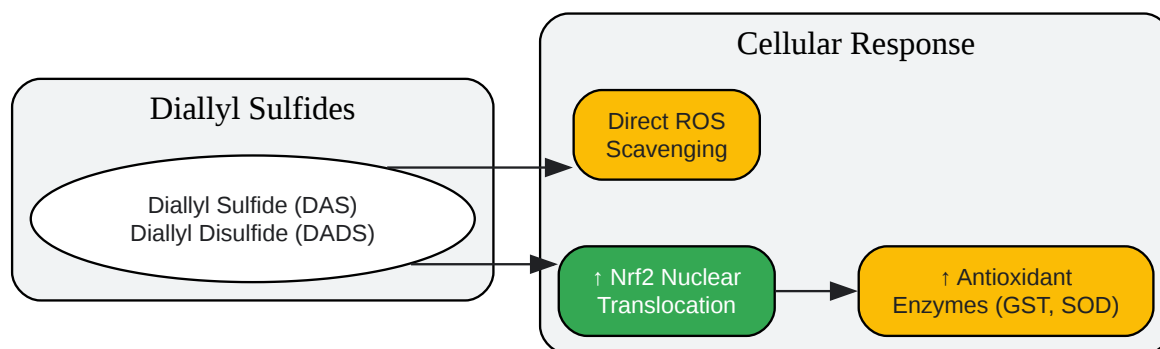 Diallyl Sulfides
Diallyl Sulfide (DAS)
Diallyl Disulfide (DADS)
Cellular Response
Direct ROS
Scavenging
↑ Nrf2 Nuclear
Translocation
↑ Antioxidant
Enzymes (GST, SOD)